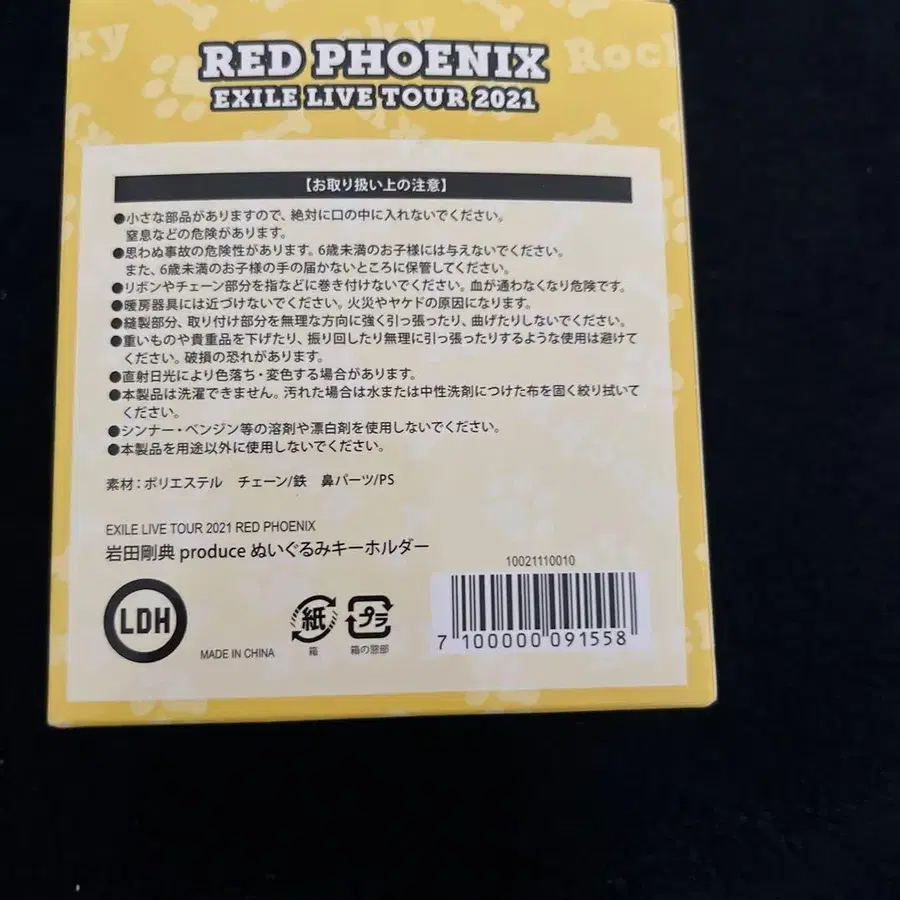 Rocky
RED PHOENIX
EXILE LIVE TOUR 2021
【お取り扱い上の注意】
●小さな部品がありますので、絶対に口の中に入れないでください。
窒息などの危険があります。
●思わぬ事故の危険性があります。6歳未満のお子様には与えないでください。
また、6歳未満のお子様の手の届かないところに保管してください。
●リボンやチェーン部分を指などに巻き付けないでください。血が通わなくなり危険です。
●暖房器具には近づけないでください。火災やヤケドの原因になります。
●縫製部分、取り付け部分を無理な方向に強く引っ張ったり、曲げたりしないでください。
●重いものや貴重品を下げたり、振り回したり無理に引っ張ったりするような使用は避けて
ください。破損の恐れがあります。
●直射日光により色落ち・変色する場合があります。
●本製品は洗濯できません。汚れた場合は水または中性洗剤につけた布を固く絞り拭いて
ください。
●シンナー・ベンジン等の溶剤や漂白剤を使用しないでください。
●本製品を用途以外に使用しないでください。
素材：ポリエステル　チェーン/鉄　鼻パーツ/PS
EXILE LIVE TOUR 2021 RED PHOENIX
岩田剛典 produce ぬいぐるみキーホルダー
LDH
MADE IN CHINA
紙
箱
プラ
箱の窓部
10021110010
7 100000 091558